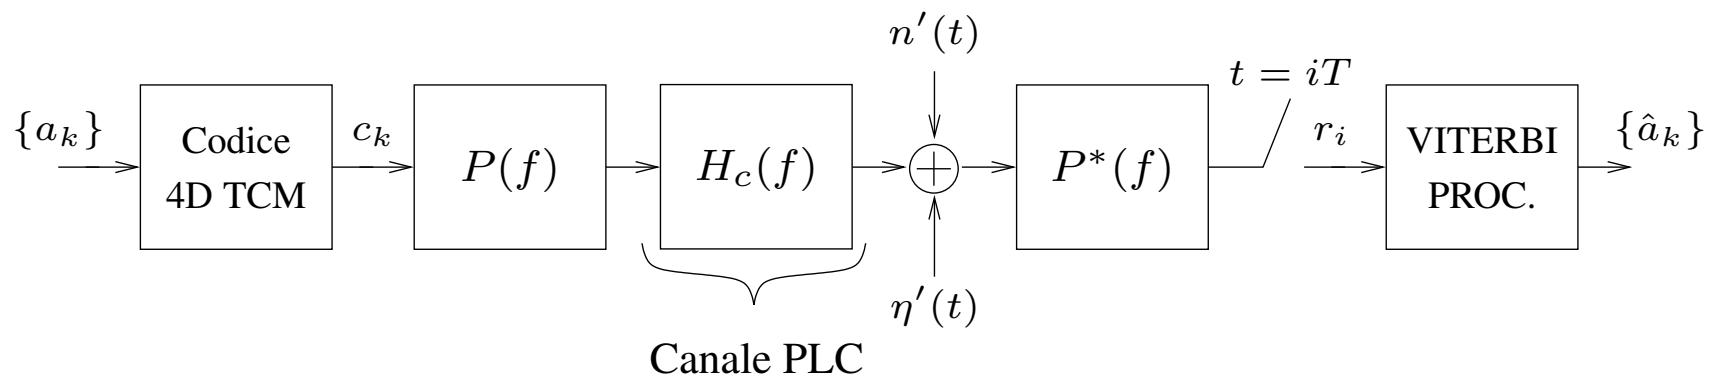 n′(t)
t = iT
{a_k}
Codice
4D TCM
c_k
P(f)
H_c(f)
P*(f)
r_i
VITERBI
PROC.
{â_k}
η′(t)
Canale PLC